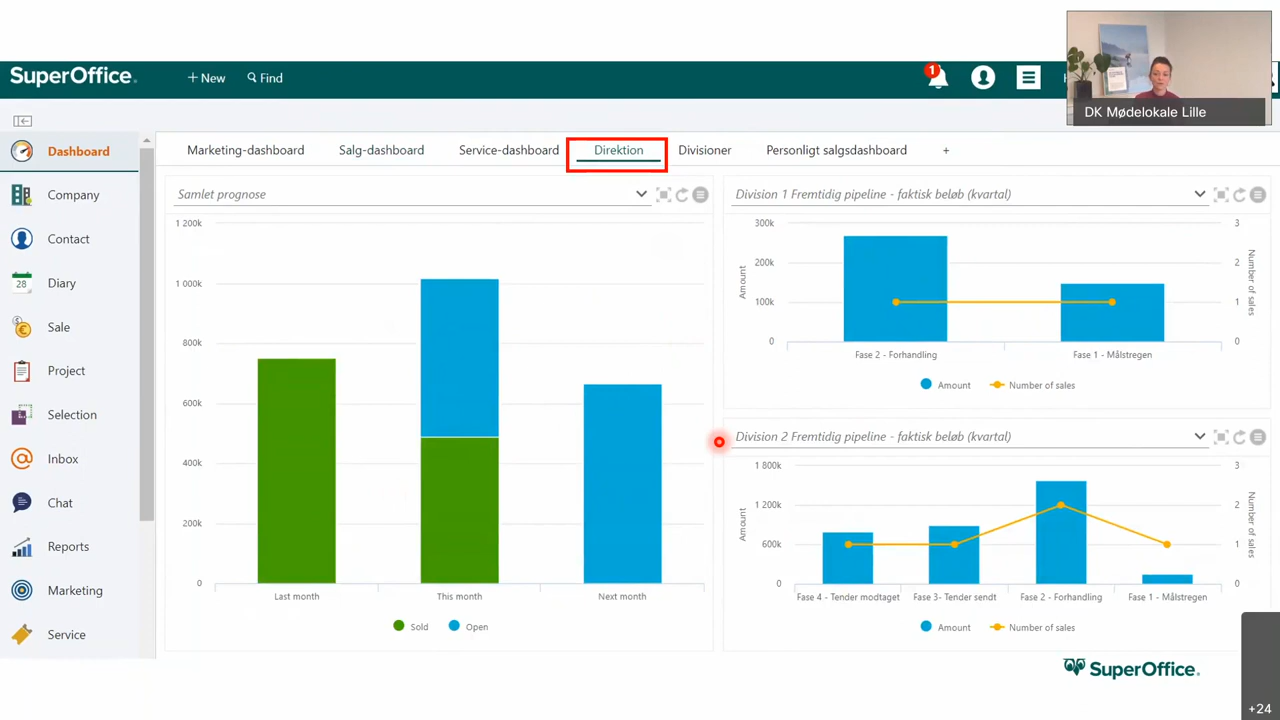 SuperOffice.
+ New
Find
1
DK Mødelokale Lille
Dashboard
Company
Contact
28
Diary
Sale
Project
Selection
Inbox
Chat
Reports
Marketing
Service
Marketing-dashboard
Salg-dashboard
Service-dashboard
Direktion
Divisioner
Personligt salgsdashboard
+
Samlet prognose
1 200k
1 000k
800k
600k
400k
200k
0
Last month
This month
Next month
Sold
Open
Division 1 Fremtidig pipeline - faktisk beløb (kvartal)
Amount
300k
200k
100k
0
3
2
1
0
Number of sales
Fase 2 - Forhandling
Fase 1 - Målstregen
Amount
Number of sales
Division 2 Fremtidig pipeline - faktisk beløb (kvartal)
Amount
1 800k
1 200k
600k
0
3
2
1
0
Number of sales
Fase 4 - Tender modtaget
Fase 3- Tender sendt
Fase 2 - Forhandling
Fase 1 - Målstregen
Amount
Number of sales
SuperOffice.
+24